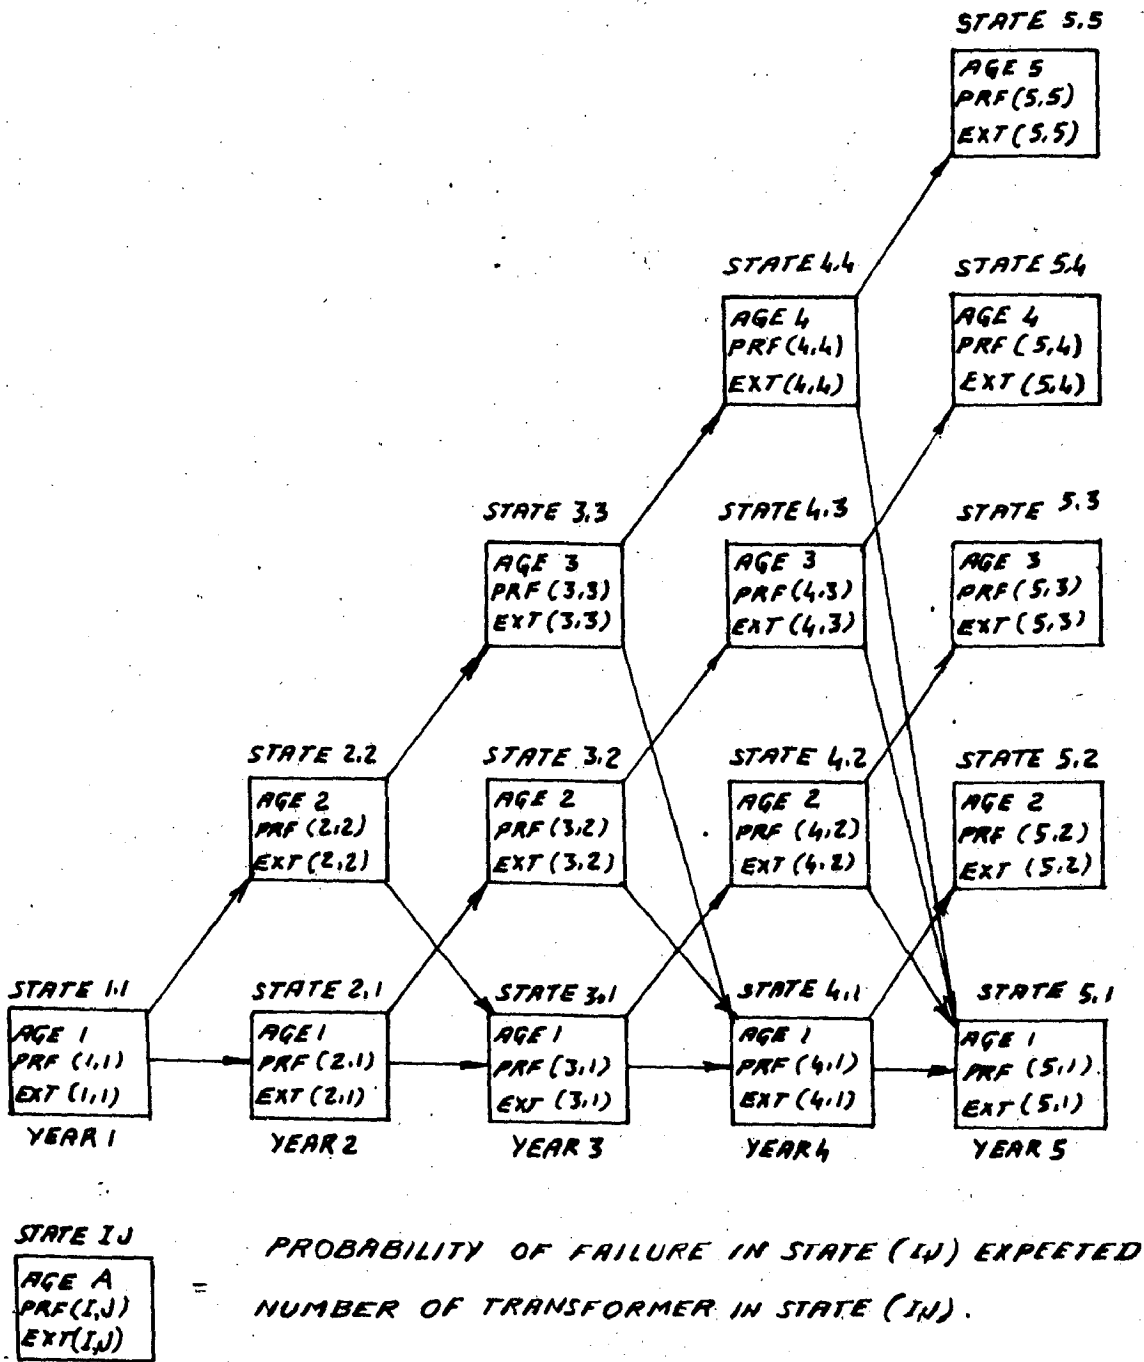 STATE 5.5
AGE 5
PRF(5,5)
EXT(5,5)
STATE 4.4
AGE 4
PRF(4,4)
EXT(4,4)
STATE 5.4
AGE 4
PRF(5,4)
EXT(5,4)
STATE 3.3
AGE 3
PRF(3,3)
EXT(3,3)
STATE 4.3
AGE 3
PRF(4,3)
EXT(4,3)
STATE 5.3
AGE 3
PRF(5,3)
EXT(5,3)
STATE 2.2
AGE 2
PRF(2,2)
EXT(2,2)
STATE 3.2
AGE 2
PRF(3,2)
EXT(3,2)
STATE 4.2
AGE 2
PRF(4,2)
EXT(4,2)
STATE 5.2
AGE 2
PRF(5,2)
EXT(5,2)
STATE 1.1
AGE 1
PRF(1,1)
EXT(1,1)
YEAR 1
STATE 2,1
AGE 1
PRF(2,1)
EXT(2,1)
YEAR 2
STATE 3,1
AGE 1
PRF(3,1)
EXT(3,1)
YEAR 3
STATE 4,1
AGE 1
PRF(4,1)
EXT(4,1)
YEAR 4
STATE 5.1
AGE 1
PRF(5,1)
EXT(5,1)
YEAR 5
STATE IJ
AGE A
PRF(I,J)
EXT(I,J)
= PROBABILITY OF FAILURE IN STATE (I,J) EXPEETED
NUMBER OF TRANSFORMER IN STATE (I,J).